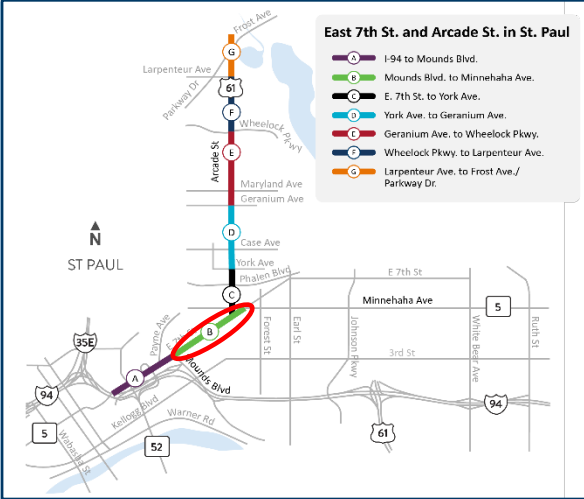 East 7th St. and Arcade St. in St. Paul
A I-94 to Mounds Blvd.
B Mounds Blvd. to Minnehaha Ave.
C E. 7th St. to York Ave.
D York Ave. to Geranium Ave.
E Geranium Ave. to Wheelock Pkwy.
F Wheelock Pkwy. to Larpenteur Ave.
G Larpenteur Ave. to Frost Ave./
Parkway Dr.
Frost Ave
G
Larpenteur Ave
Parkway Dr
61
F
Wheelock Pkwy
Arcade St
E
Maryland Ave
Geranium Ave
N
D
ST PAUL
Case Ave
York Ave
Phalen Blvd
E 7th St
C
Minnehaha Ave
5
Payne Ave
E 7th St
B
Forest St
Earl St
Johnson Pkwy
White Bear Ave
Ruth St
35E
3rd St
Mounds Blvd
A
94
Kellogg Blvd
94
Warner Rd
5
Wabasha St
52
61